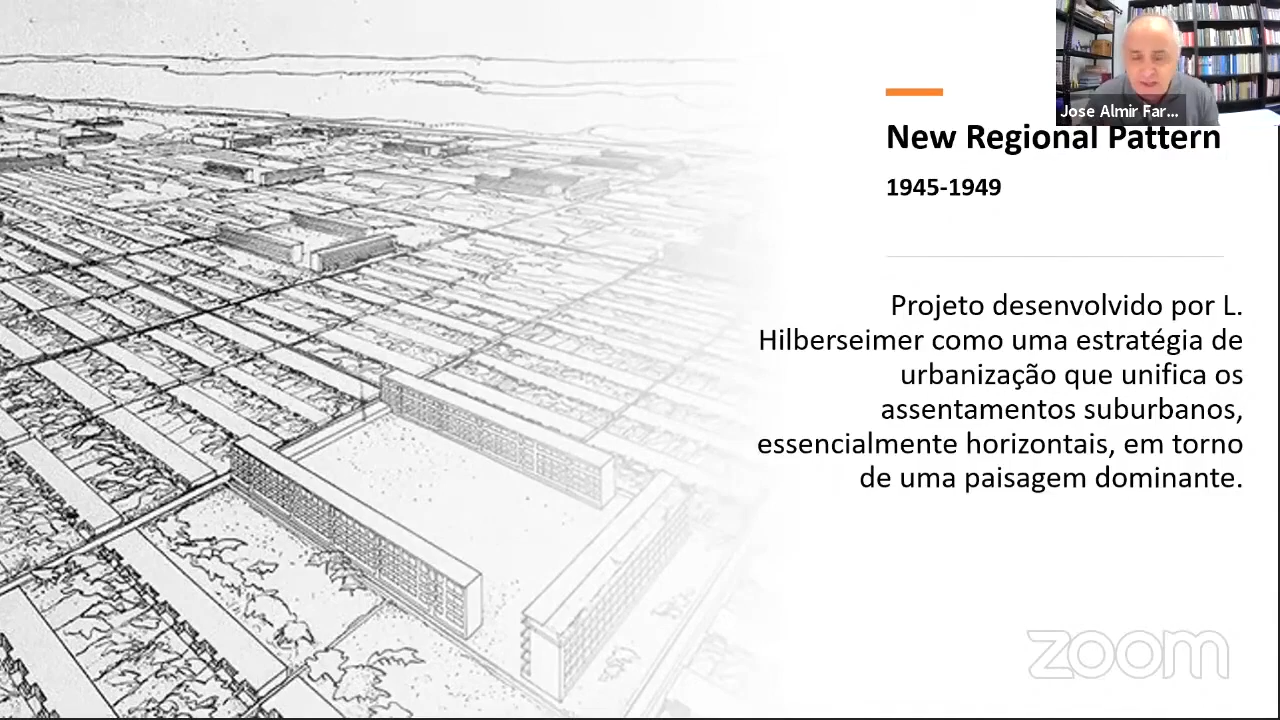 Jose Almir Far...
New Regional Pattern
1945-1949
Projeto desenvolvido por L.
Hilberseimer como uma estratégia de
urbanização que unifica os
assentamentos suburbanos,
essencialmente horizontais, em torno
de uma paisagem dominante.
zoom